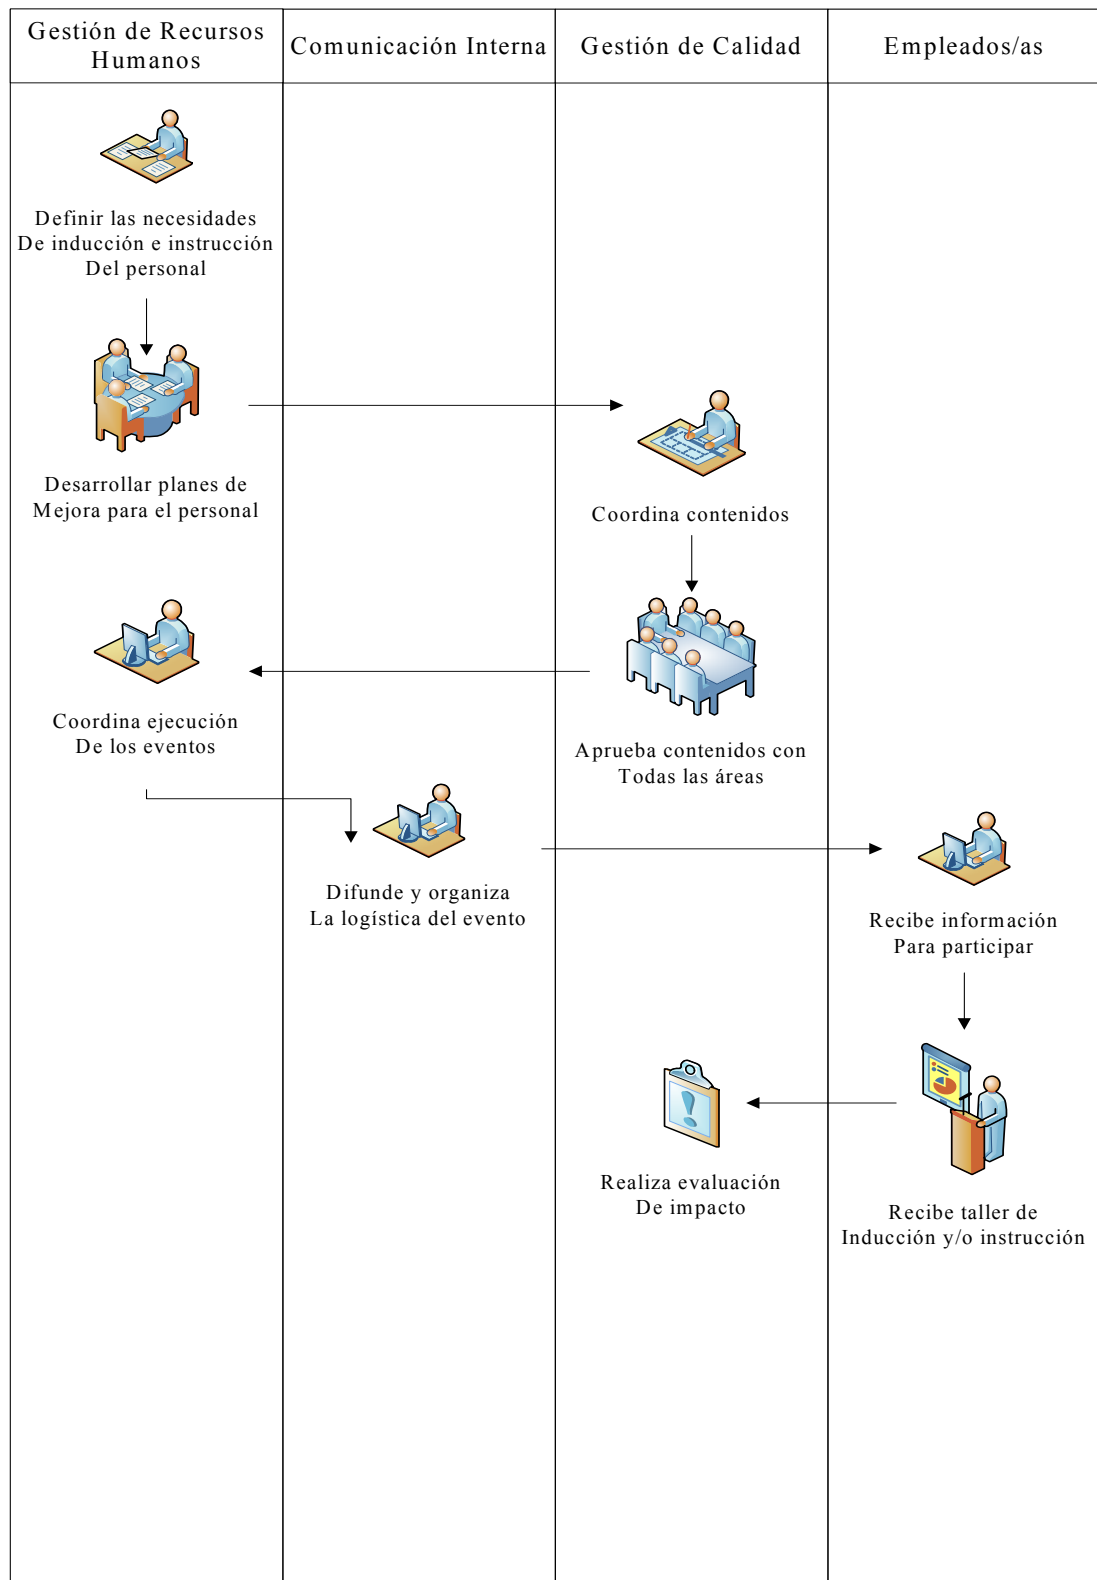 Gestión de Recursos
Humanos
Comunicación Interna
Gestión de Calidad
Empleados/as
Definir las necesidades
De inducción e instrucción
Del personal
Desarrollar planes de
Mejora para el personal
Coordina contenidos
Coordina ejecución
De los eventos
Aprueba contenidos con
Todas las áreas
Difunde y organiza
La logística del evento
Recibe información
Para participar
Realiza evaluación
De impacto
Recibe taller de
Inducción y/o instrucción